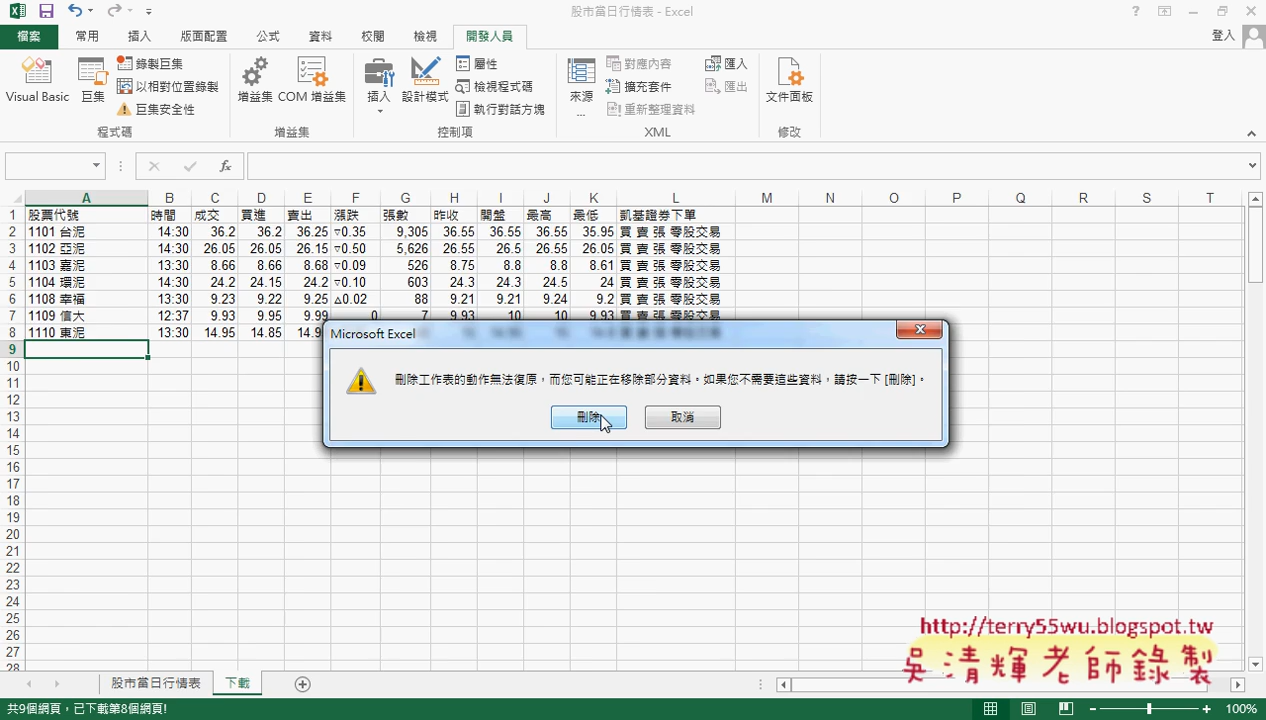 股市當日行情表 - Excel
檔案 常用 插入 版面配置 公式 資料 校閱 檢視 開發人員 登入
Visual Basic 巨集 錄製巨集 以相對位置錄製 巨集安全性 增益集 COM 增益集 插入 設計模式 屬性 檢視程式碼 執行對話方塊 來源 ... 對應內容 擴充套件 重新整理資料 匯入 匯出 文件面板
程式碼 增益集 控制項 XML 修改
fx
A B C D E F G H I J K L M N O P Q R S T
1 股票代號 時間 成交 買進 賣出 漲跌 張數 昨收 開盤 最高 最低 凱基證券下單
2 1101 台泥 14:30 36.2 36.2 36.25 ▽0.35 9,305 36.55 36.55 36.55 35.95 買 賣 張 零股交易
3 1102 亞泥 14:30 26.05 26.05 26.15 ▽0.50 5,626 26.55 26.5 26.55 26.05 買 賣 張 零股交易
4 1103 嘉泥 13:30 8.66 8.66 8.68 ▽0.09 526 8.75 8.8 8.8 8.61 買 賣 張 零股交易
5 1104 環泥 14:30 24.2 24.15 24.2 ▽0.10 603 24.3 24.3 24.5 24 買 賣 張 零股交易
6 1108 幸福 13:30 9.23 9.22 9.25 △0.02 88 9.21 9.21 9.24 9.2 買 賣 張 零股交易
7 1109 信大 12:37 9.93 9.95 9.99 0 7 9.93 10 10 9.93 買 賣 張 零股交易
8 1110 東泥 13:30 14.95 14.85
9
10
11
12
13
14
15
16
17
18
19
20
21
22
23
24
25
26
27
28
Microsoft Excel
刪除工作表的動作無法復原，而您可能正在移除部分資料。如果您不需要這些資料，請按一下 [刪除]。
刪除 取消
http://terry55wu.blogspot.tw
吳清輝老師錄製
股市當日行情表 下載
共9個網頁，已下載第8個網頁! 100%